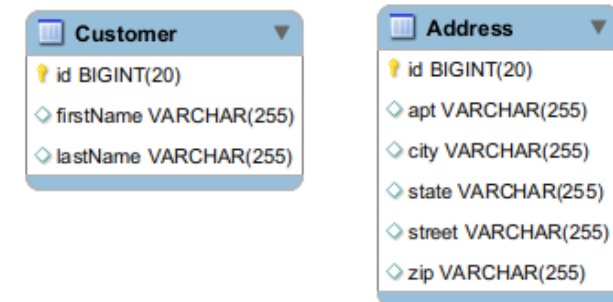 Customer
id BIGINT(20)
firstName VARCHAR(255)
lastName VARCHAR(255)
Address
id BIGINT(20)
apt VARCHAR(255)
city VARCHAR(255)
state VARCHAR(255)
street VARCHAR(255)
zip VARCHAR(255)